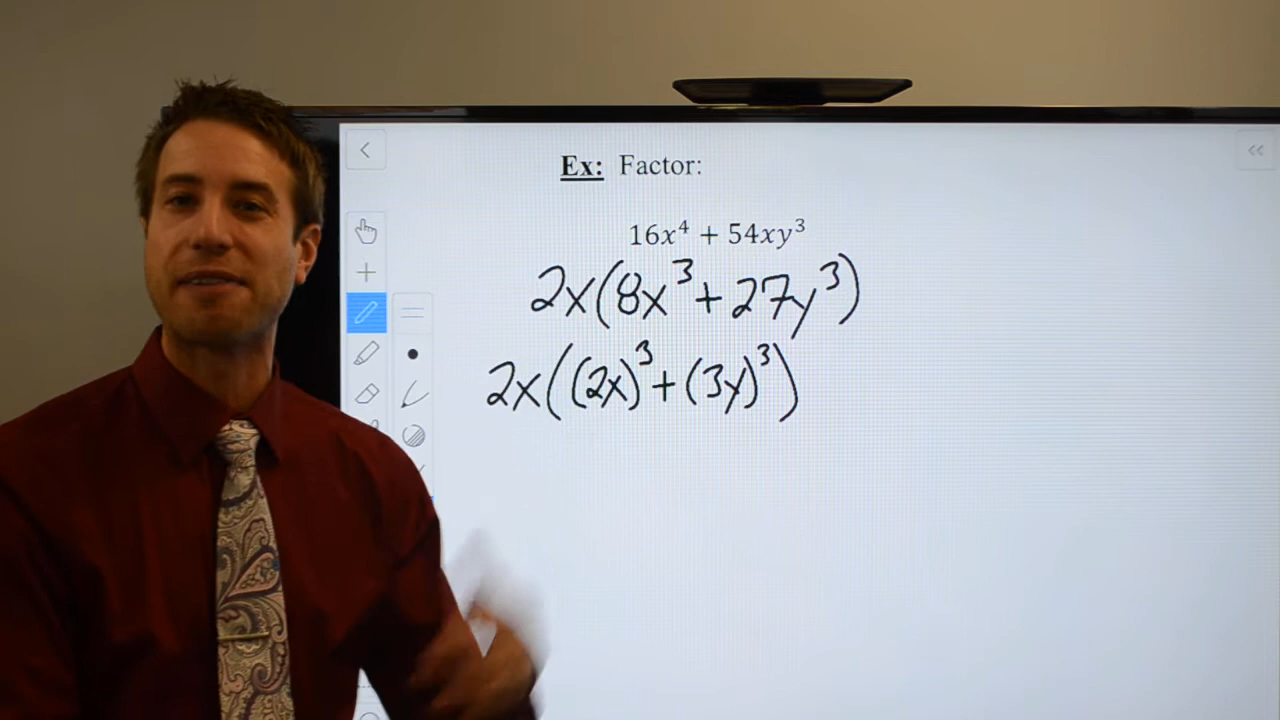 Ex: Factor:
16x⁴ + 54xy³
2x(8x³+27y³)
2x((2x)³+(3y)³)